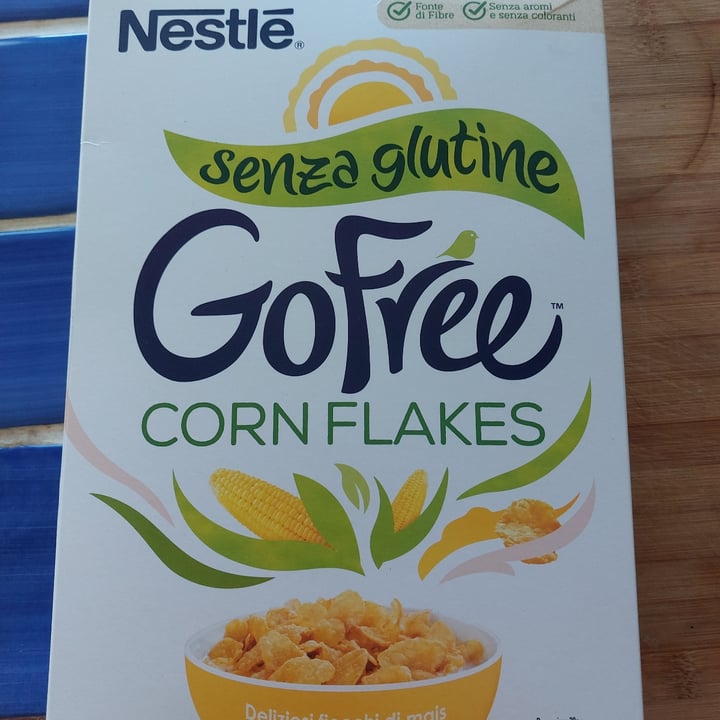 Nestlé®
Fonte
di Fibre
Senza aromi
e senza coloranti
senza glutine
GoFree™
CORN FLAKES
Deliziosi fiocchi di mais